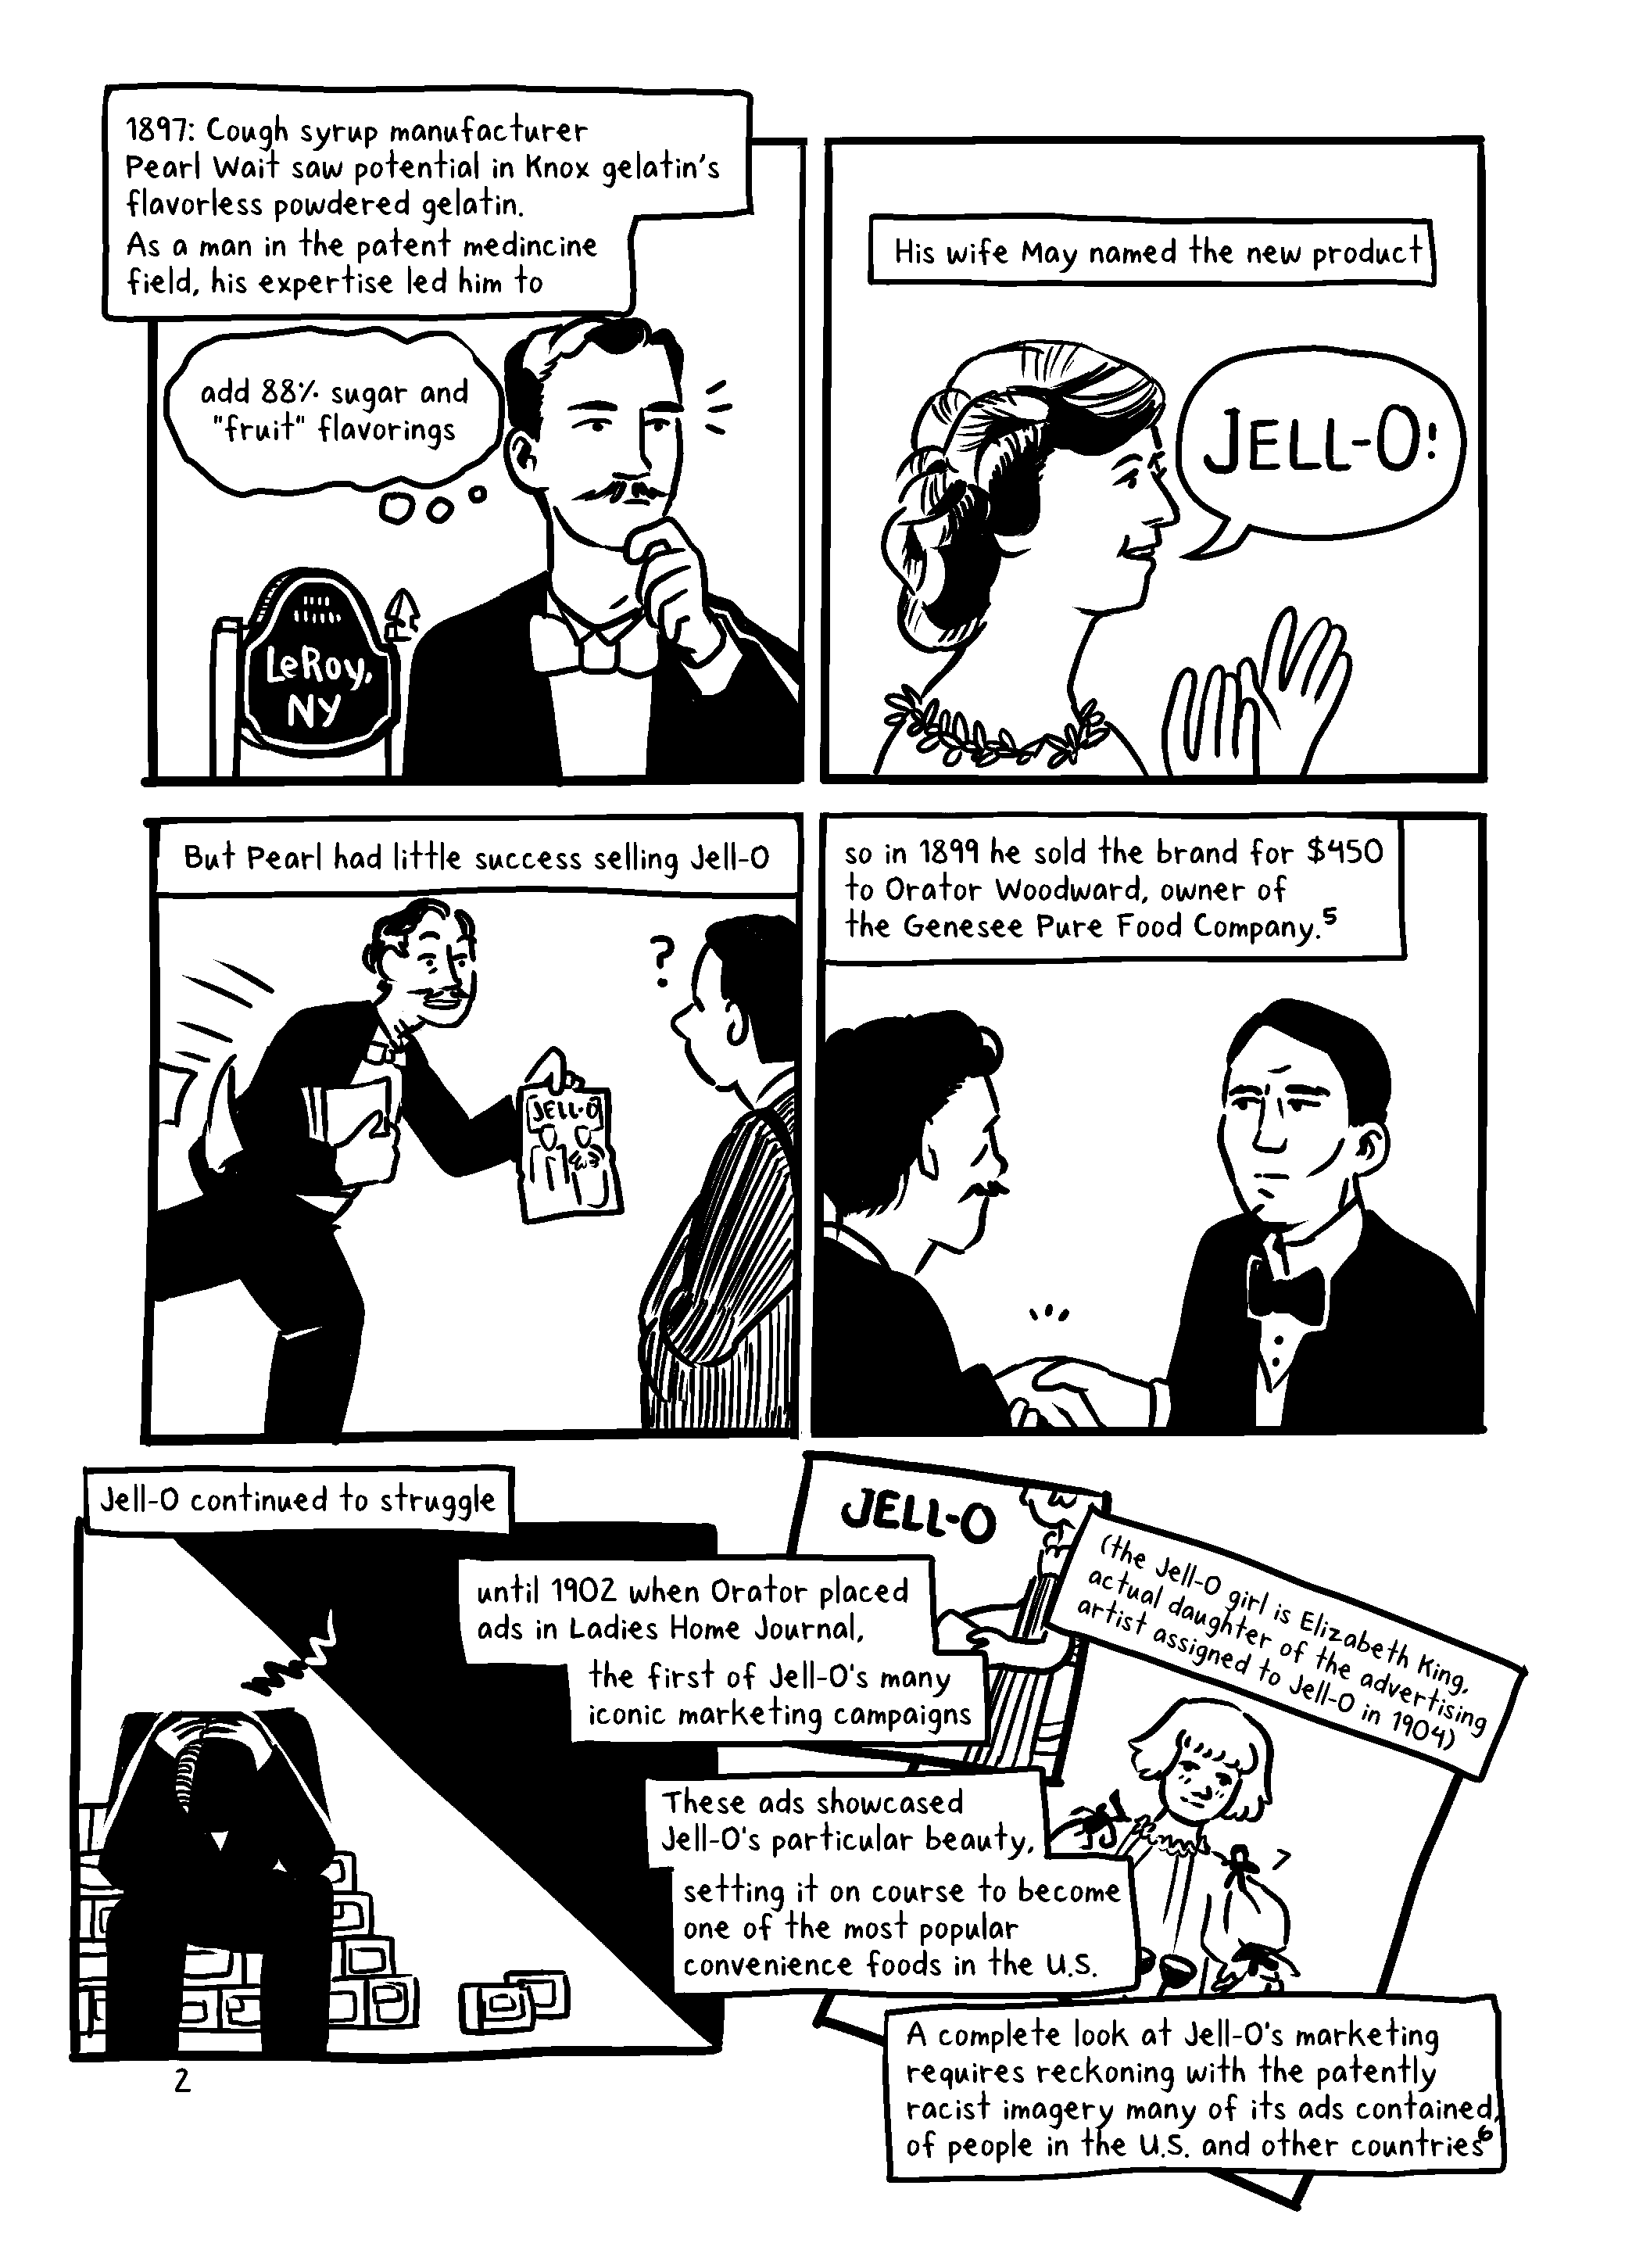 1897: Cough syrup manufacturer
Pearl Wait saw potential in Knox gelatin's
flavorless powdered gelatin.
As a man in the patent medincine
field, his expertise led him to
add 88% sugar and
"fruit" flavorings
LeRoy,
NY
His wife May named the new product
JELL-O!
But Pearl had little success selling Jell-O
?
JELL-O
so in 1899 he sold the brand for $450
to Orator Woodward, owner of
the Genesee Pure Food Company.5
Jell-O continued to struggle
until 1902 when Orator placed
ads in Ladies Home Journal,
the first of Jell-O's many
iconic marketing campaigns
JELL-O
(the Jell-O girl is Elizabeth King,
actual daughter of the advertising
artist assigned to Jell-O in 1904)
These ads showcased
Jell-O's particular beauty,
setting it on course to become
one of the most popular
convenience foods in the U.S.
A complete look at Jell-O's marketing
requires reckoning with the patently
racist imagery many of its ads contained,
of people in the U.S. and other countries6
2